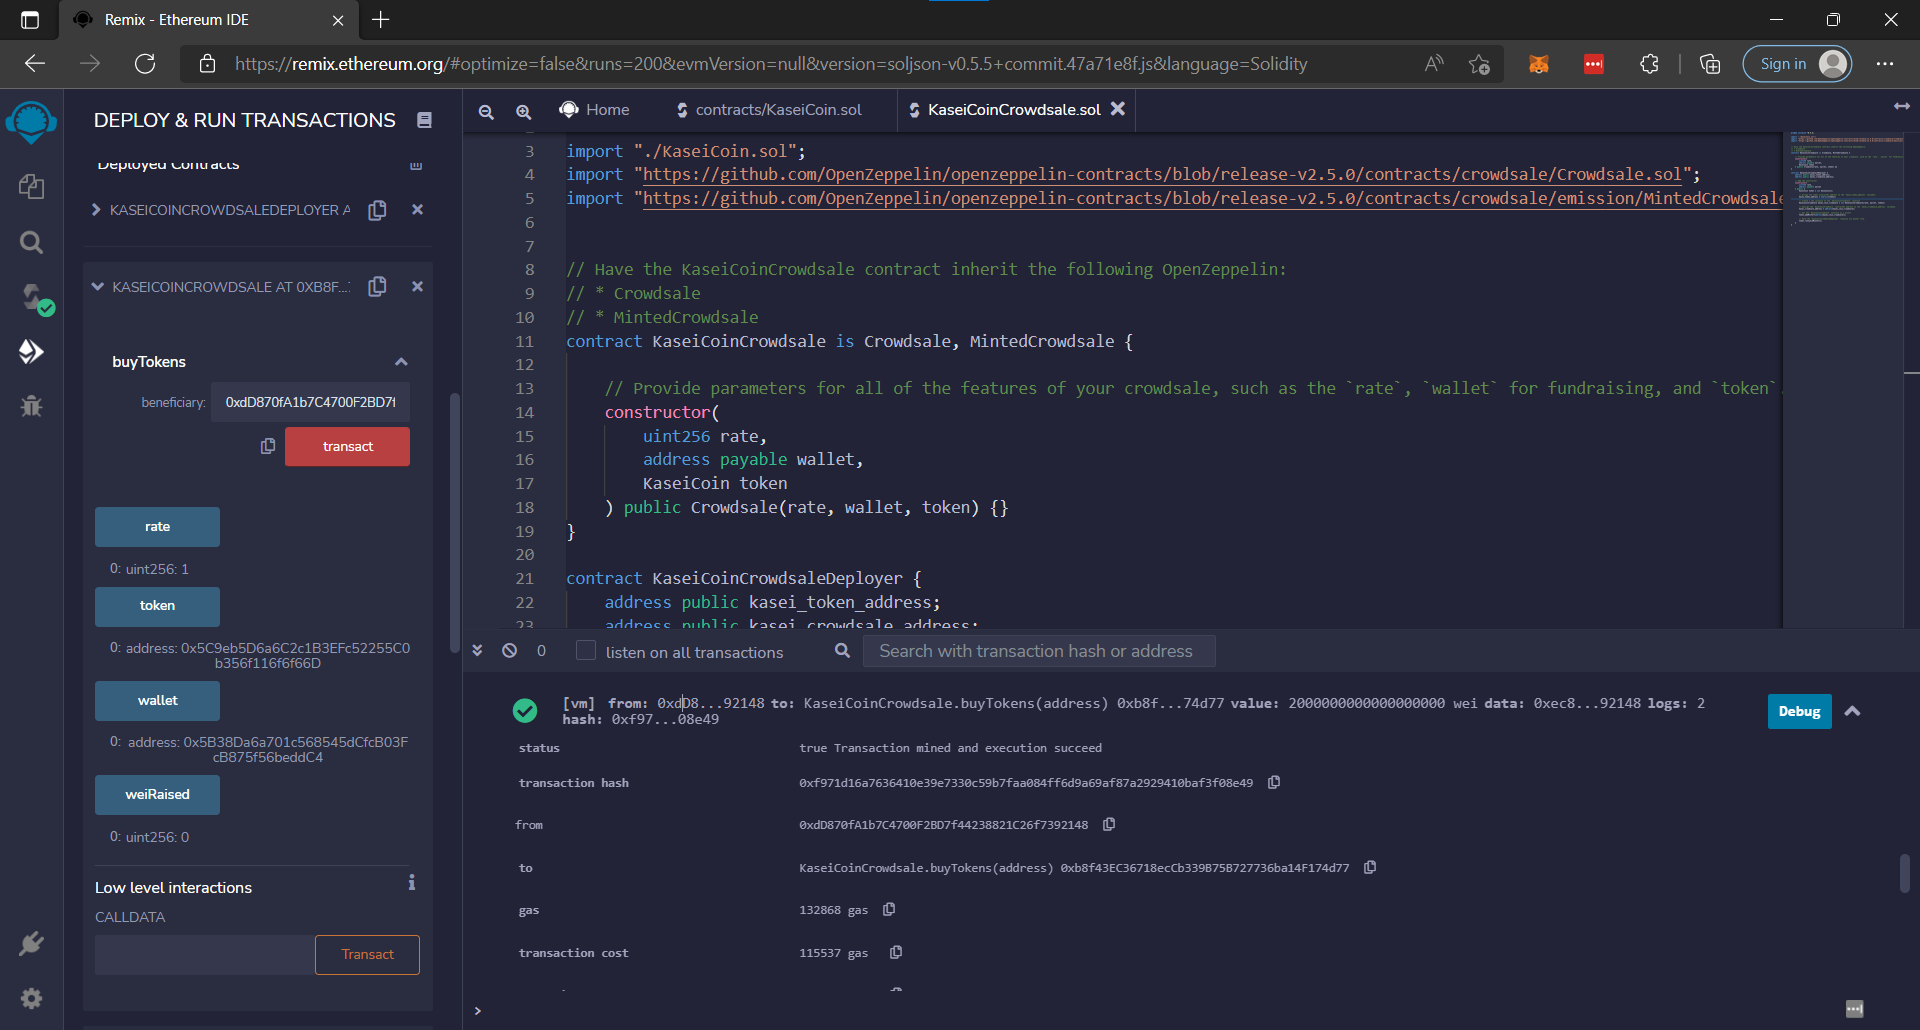 Remix - Ethereum IDE
https://remix.ethereum.org/#optimize=false&runs=200&evmVersion=null&version=soljson-v0.5.5+commit.47a71e8f.js&language=Solidity
Sign in
DEPLOY & RUN TRANSACTIONS
Deployed Contracts
KASEICOINCROWDSALEDEPLOYER A
KASEICOINCROWDSALE AT 0XB8F...
buyTokens
beneficiary: 0xdD870fA1b7C4700F2BD7f
transact
rate
0: uint256: 1
token
0: address: 0x5C9eb5D6a6C2c1B3EFc52255C0
b356f116f6f66D
wallet
0: address: 0x5B38Da6a701c568545dCfcB03F
cB875f56beddC4
weiRaised
0: uint256: 0
Low level interactions
CALLDATA
Transact
Home
contracts/KaseiCoin.sol
KaseiCoinCrowdsale.sol
3 import "./KaseiCoin.sol";
4 import "https://github.com/OpenZeppelin/openzeppelin-contracts/blob/release-v2.5.0/contracts/crowdsale/Crowdsale.sol";
5 import "https://github.com/OpenZeppelin/openzeppelin-contracts/blob/release-v2.5.0/contracts/crowdsale/emission/MintedCrowdsale
6
7
8 // Have the KaseiCoinCrowdsale contract inherit the following OpenZeppelin:
9 // * Crowdsale
10 // * MintedCrowdsale
11 contract KaseiCoinCrowdsale is Crowdsale, MintedCrowdsale {
12
13 // Provide parameters for all of the features of your crowdsale, such as the `rate`, `wallet` for fundraising, and `token`.
14 constructor(
15 uint256 rate,
16 address payable wallet,
17 KaseiCoin token
18 ) public Crowdsale(rate, wallet, token) {}
19 }
20
21 contract KaseiCoinCrowdsaleDeployer {
22 address public kasei_token_address;
23 address public kasei_crowdsale_address;
0
listen on all transactions
Search with transaction hash or address
[vm] from: 0xdD8...92148 to: KaseiCoinCrowdsale.buyTokens(address) 0xb8f...74d77 value: 2000000000000000000 wei data: 0xec8...92148 logs: 2
hash: 0xf97...08e49
Debug
status true Transaction mined and execution succeed
transaction hash 0xf971d16a7636410e39e7330c59b7faa084ff6d9a69af87a2929410baf3f08e49
from 0xdD870fA1b7C4700F2BD7f44238821C26f7392148
to KaseiCoinCrowdsale.buyTokens(address) 0xb8f43EC36718ecCb339B75B727736ba14F174d77
gas 132868 gas
transaction cost 115537 gas
>